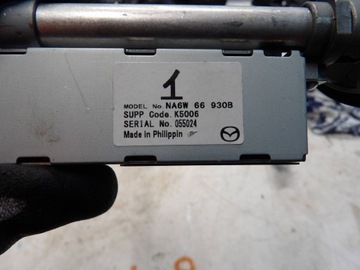 1
MODEL No. NA6W 66 930B
SUPP Code. K5006
SERIAL No. 055024
Made in Philippin